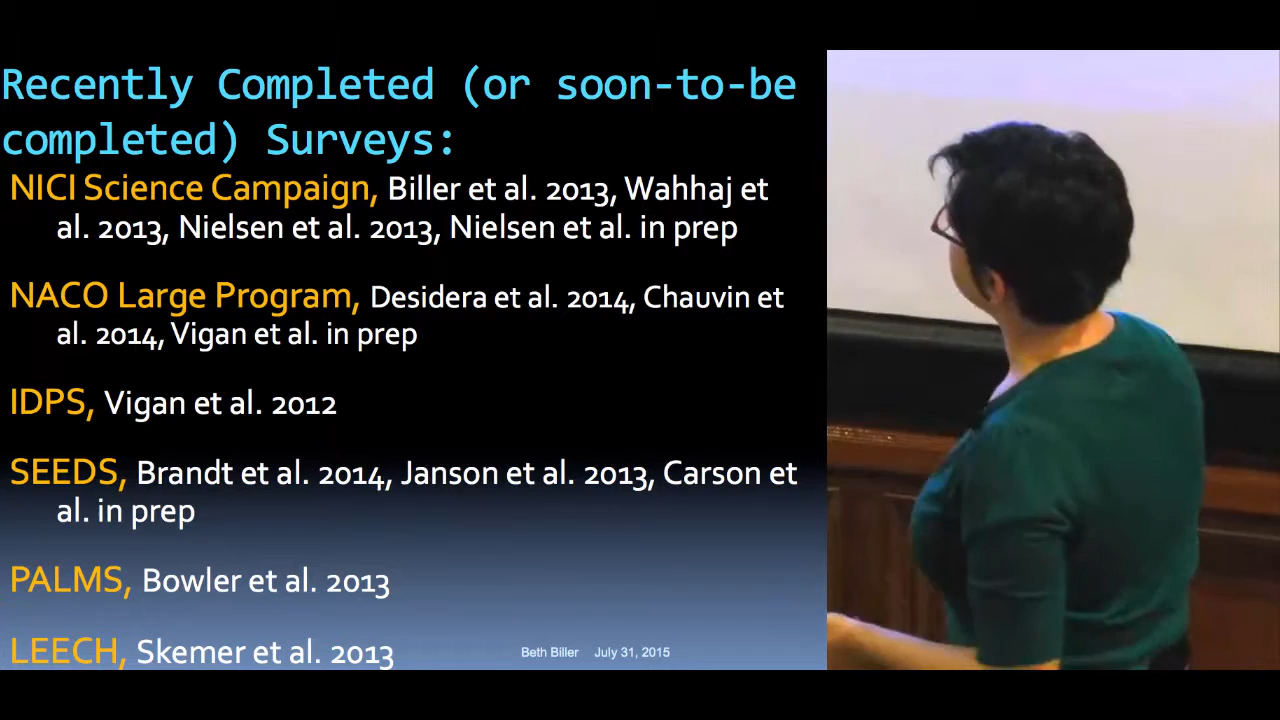 Recently Completed (or soon-to-be
completed) Surveys:
NICI Science Campaign, Biller et al. 2013, Wahhaj et
al. 2013, Nielsen et al. 2013, Nielsen et al. in prep
NACO Large Program, Desidera et al. 2014, Chauvin et
al. 2014, Vigan et al. in prep
IDPS, Vigan et al. 2012
SEEDS, Brandt et al. 2014, Janson et al. 2013, Carson et
al. in prep
PALMS, Bowler et al. 2013
LEECH, Skemer et al. 2013
Beth Biller July 31, 2015